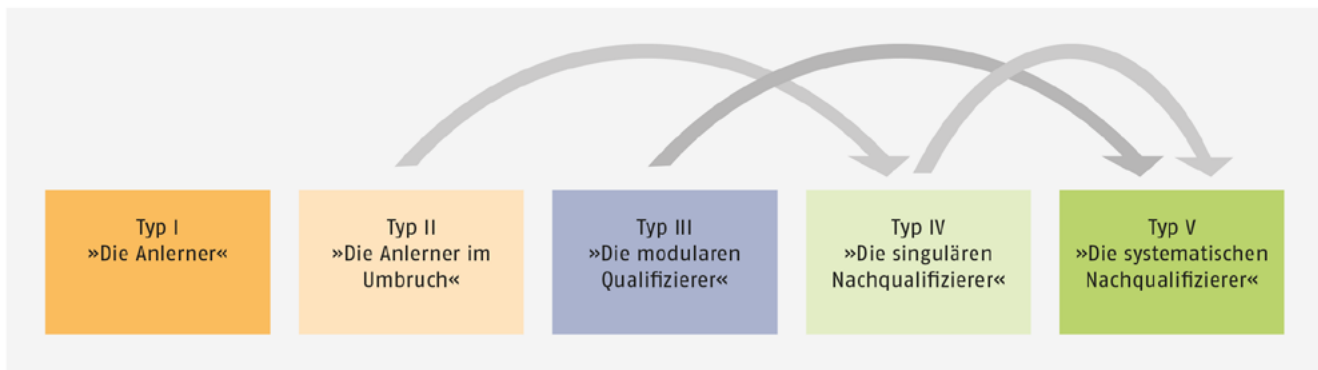 Typ I
»Die Anlerner«
Typ II
»Die Anlerner im
Umbruch«
Typ III
»Die modularen
Qualifizierer«
Typ IV
»Die singulären
Nachqualifizierer«
Typ V
»Die systematischen
Nachqualifizierer«